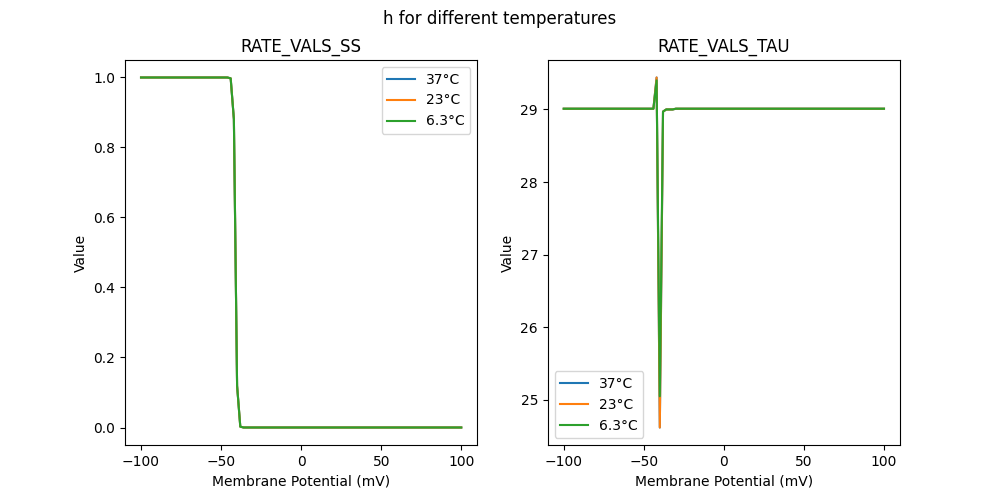 h for different temperatures
RATE_VALS_SS
1.0
0.8
0.6
0.4
0.2
0.0
Value
−100
−50
0
50
100
Membrane Potential (mV)
37°C
23°C
6.3°C
RATE_VALS_TAU
29
28
27
26
25
Value
37°C
23°C
6.3°C
−100
−50
0
50
100
Membrane Potential (mV)